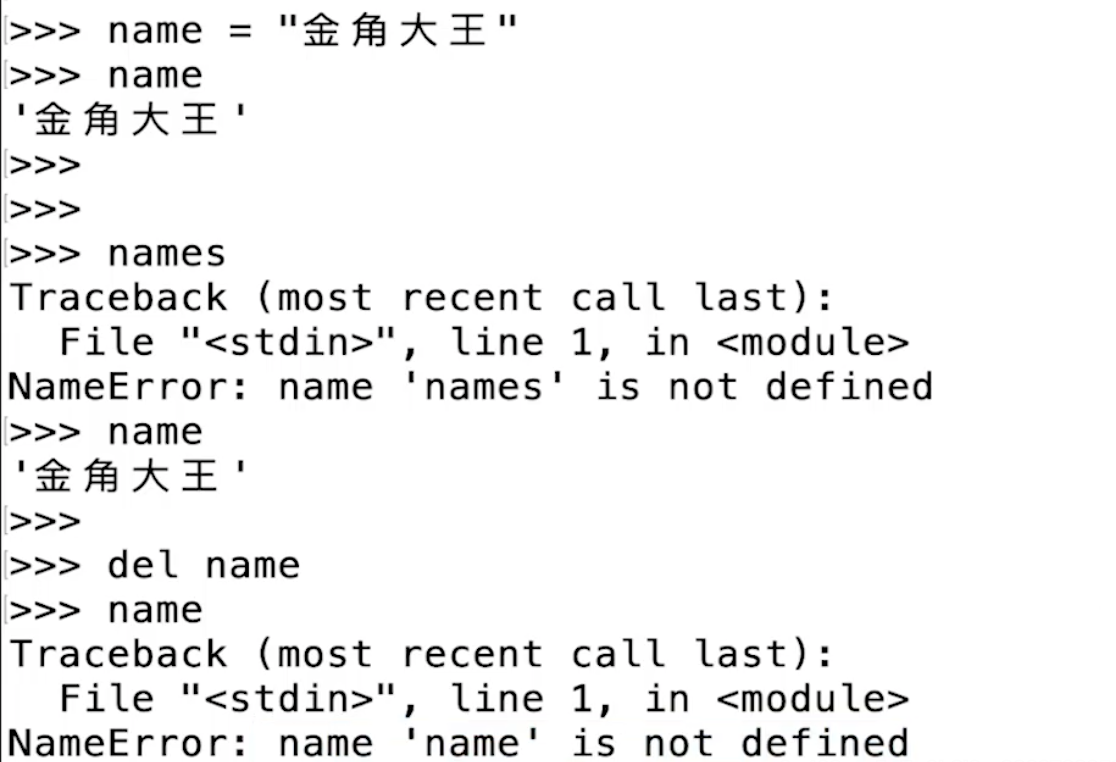 >>> name = "金角大王"
>>> name
'金角大王'
>>>
>>>
>>> names
Traceback (most recent call last):
  File "<stdin>", line 1, in <module>
NameError: name 'names' is not defined
>>> name
'金角大王'
>>>
>>> del name
>>> name
Traceback (most recent call last):
  File "<stdin>", line 1, in <module>
NameError: name 'name' is not defined